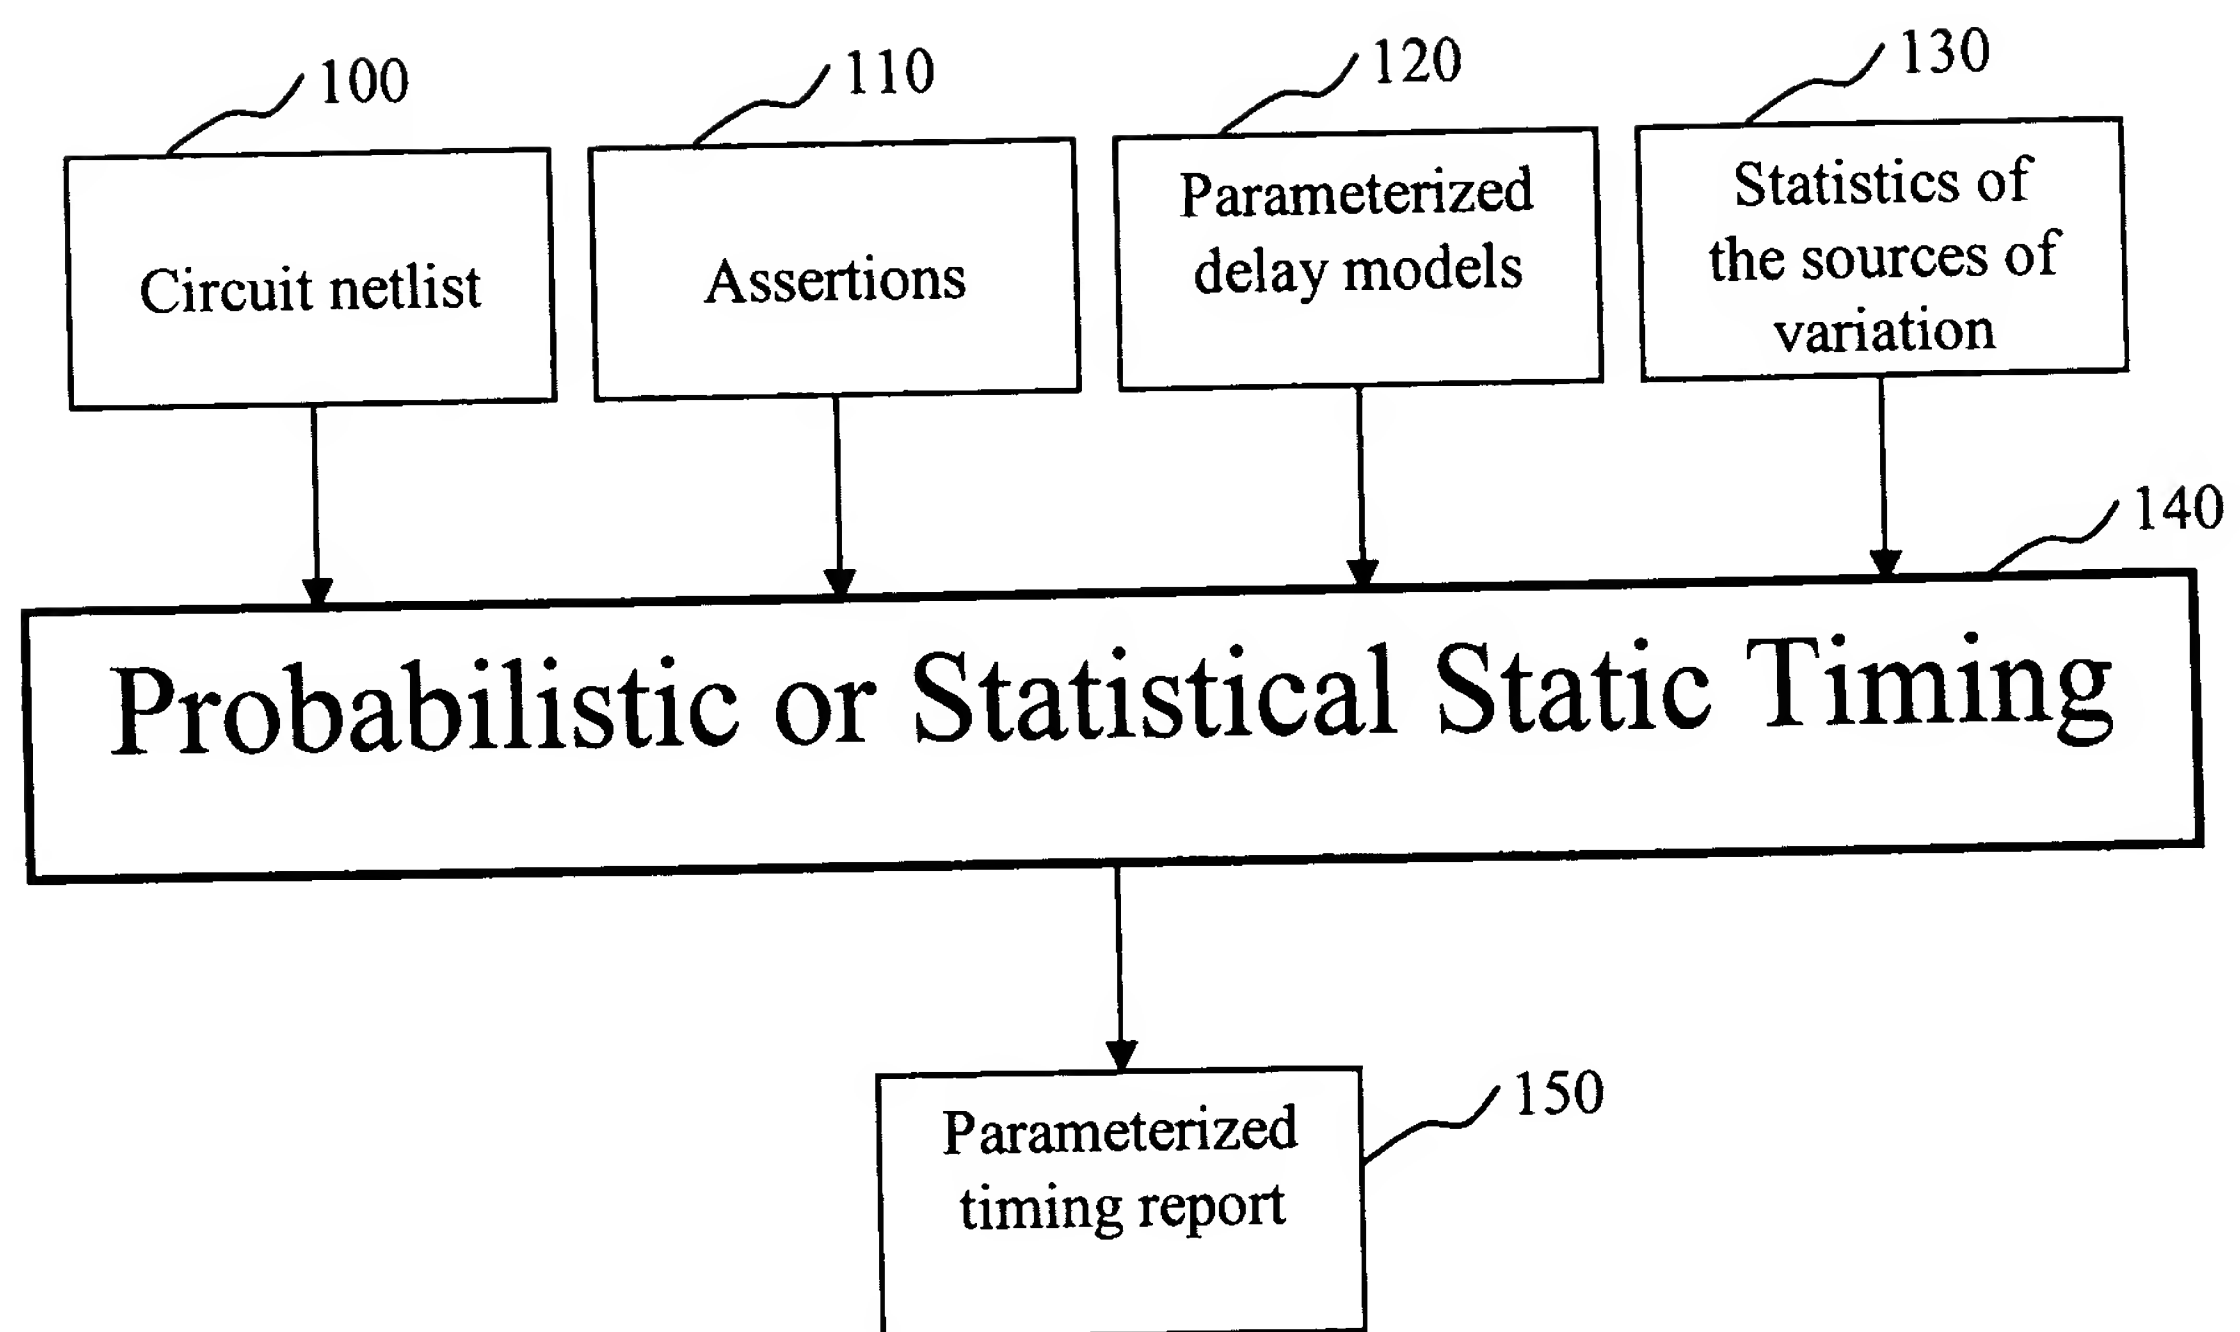 100
110
120
130
Circuit netlist
Assertions
Parameterized
delay models
Statistics of
the sources of
variation
140
Probabilistic or Statistical Static Timing
150
Parameterized
timing report